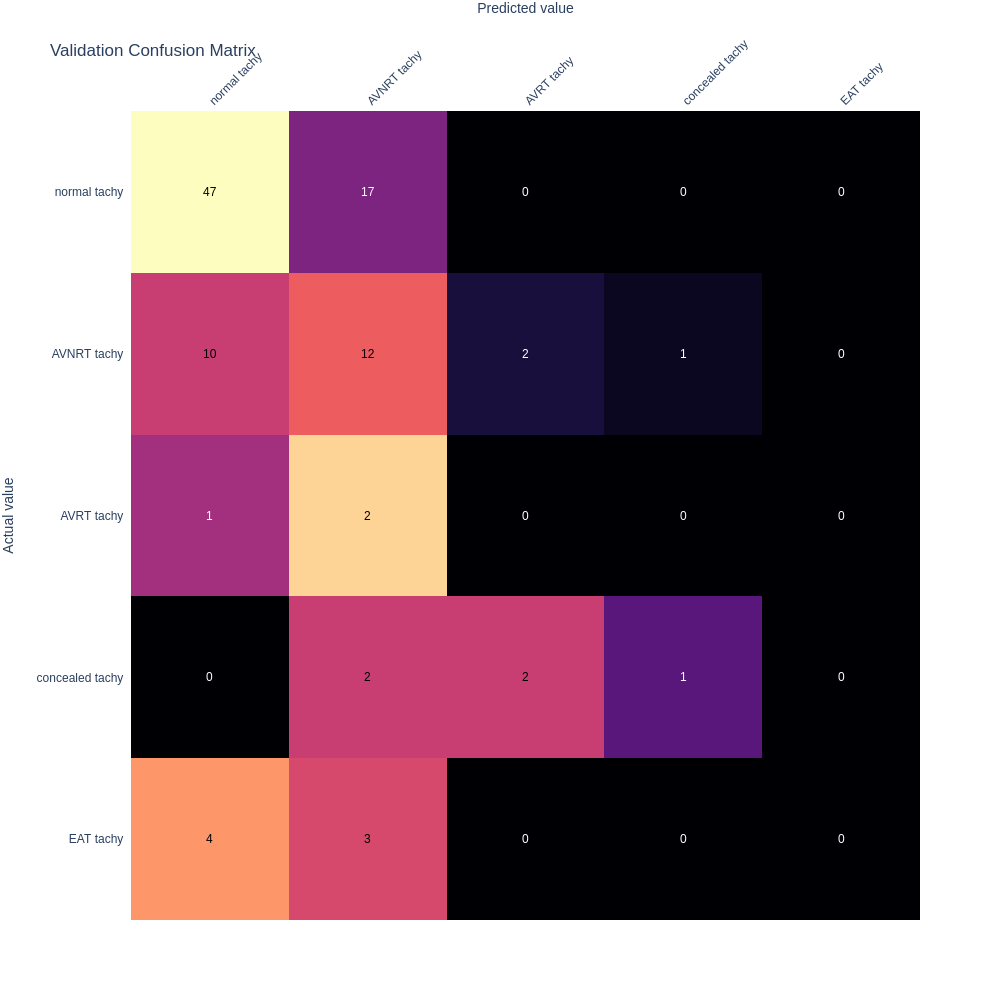 Predicted value
Validation Confusion Matrix
normal tachy
AVNRT tachy
AVRT tachy
concealed tachy
EAT tachy
Actual value
normal tachy 47 17 0 0 0
AVNRT tachy 10 12 2 1 0
AVRT tachy 1 2 0 0 0
concealed tachy 0 2 2 1 0
EAT tachy 4 3 0 0 0